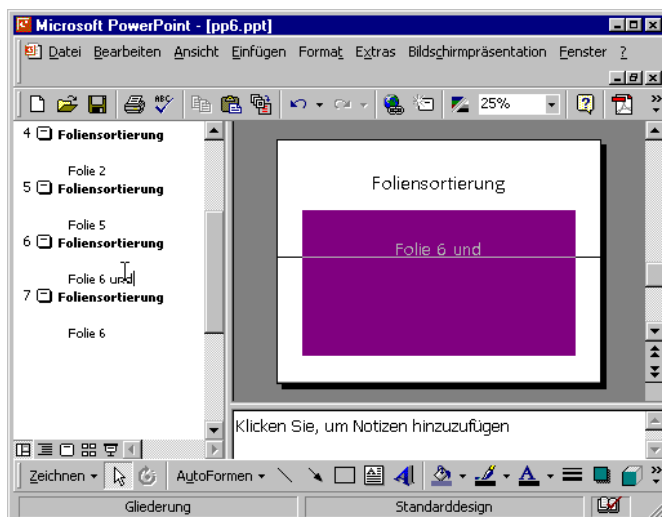 Microsoft PowerPoint - [pp6.ppt]
Datei Bearbeiten Ansicht Einfügen Format Extras Bildschirmpräsentation Fenster ?
ABC 25% ?
4 Foliensortierung
Folie 2
5 Foliensortierung
Folie 5
6 Foliensortierung
Folie 6 und
7 Foliensortierung
Folie 6
Foliensortierung
Folie 6 und
Klicken Sie, um Notizen hinzuzufügen
Zeichnen AutoFormen A A
Gliederung Standarddesign